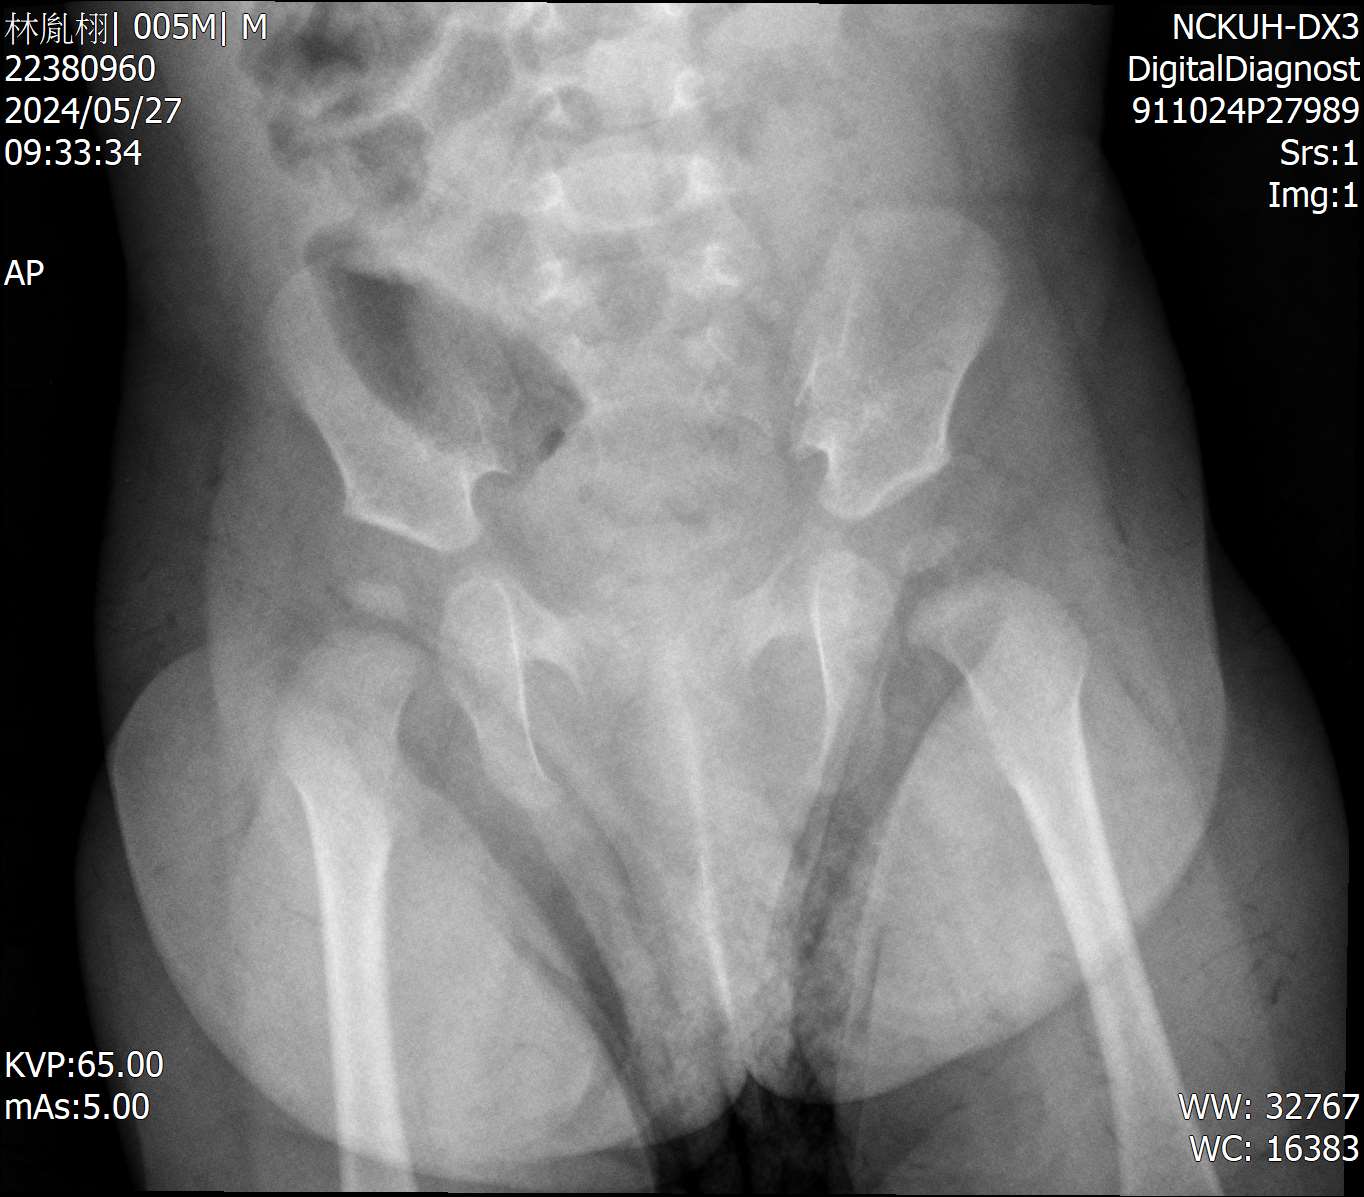 林胤栩| 005M| M
22380960
2024/05/27
09:33:34
AP
NCKUH-DX3
DigitalDiagnost
911024P27989
Srs:1
Img:1
KVP:65.00
mAs:5.00
WW: 32767
WC: 16383